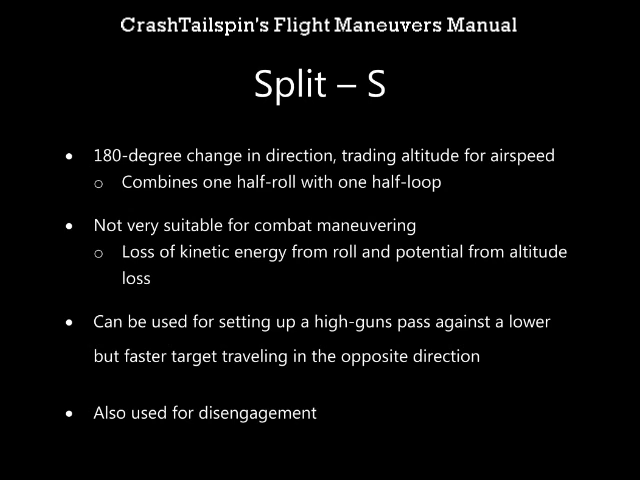 CrashTailspin's Flight Maneuvers Manual
Split – S
• 180-degree change in direction, trading altitude for airspeed
o Combines one half-roll with one half-loop
• Not very suitable for combat maneuvering
o Loss of kinetic energy from roll and potential from altitude
loss
• Can be used for setting up a high-guns pass against a lower
but faster target traveling in the opposite direction
• Also used for disengagement